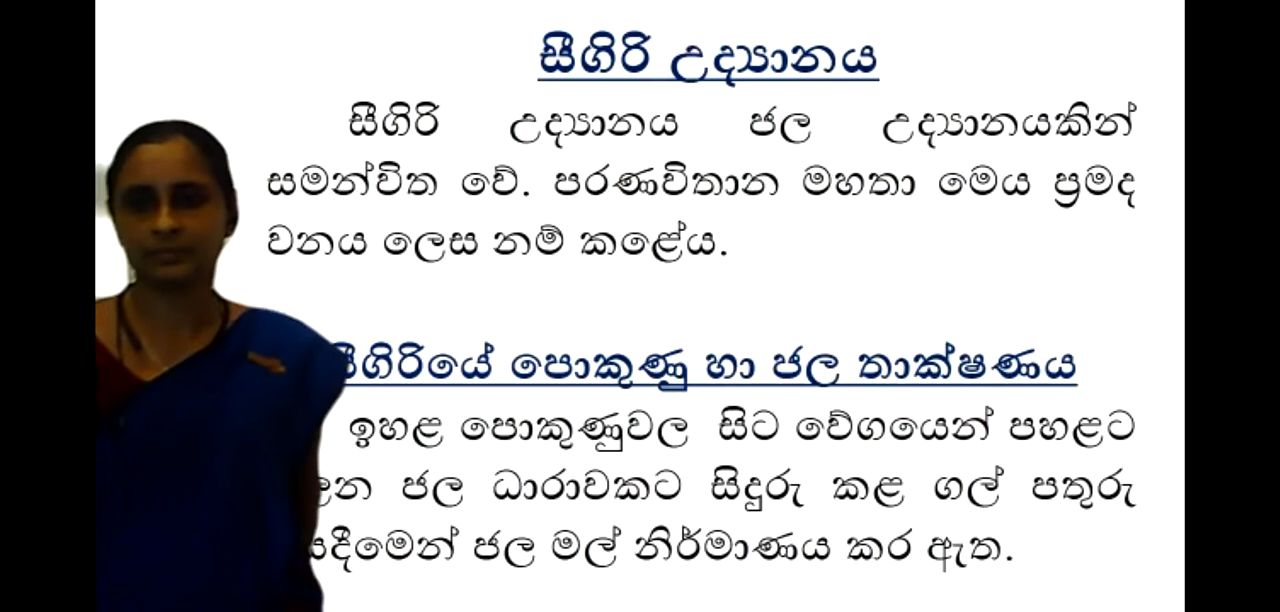 සීගිරි උද්‍යානය
සීගිරි උද්‍යානය ජල උද්‍යානයකින්
සමන්විත වේ. පරණවිතාන මහතා මෙය ප්‍රමද
වනය ලෙස නම් කළේය.
සීගිරියේ පොකුණු හා ජල තාක්ෂණය
ඉහළ පොකුණුවල සිට වේගයෙන් පහළට
ජල ධාරාවකට සිදුරු කළ ගල් පතුරු
ජල මල් නිර්මාණය කර ඇත.